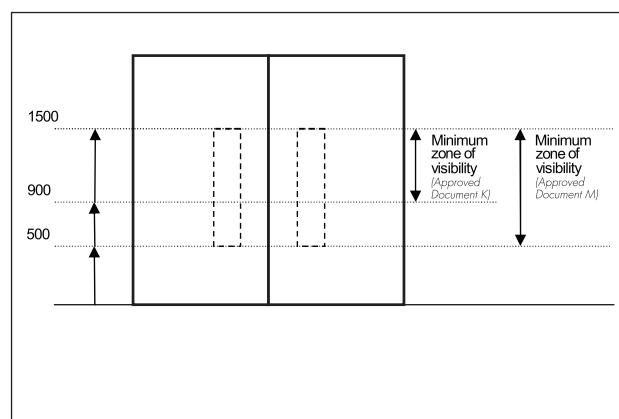 1500
900
500
Minimum
zone of
visibility
(Approved
Document K)
Minimum
zone of
visibility
(Approved
Document M)